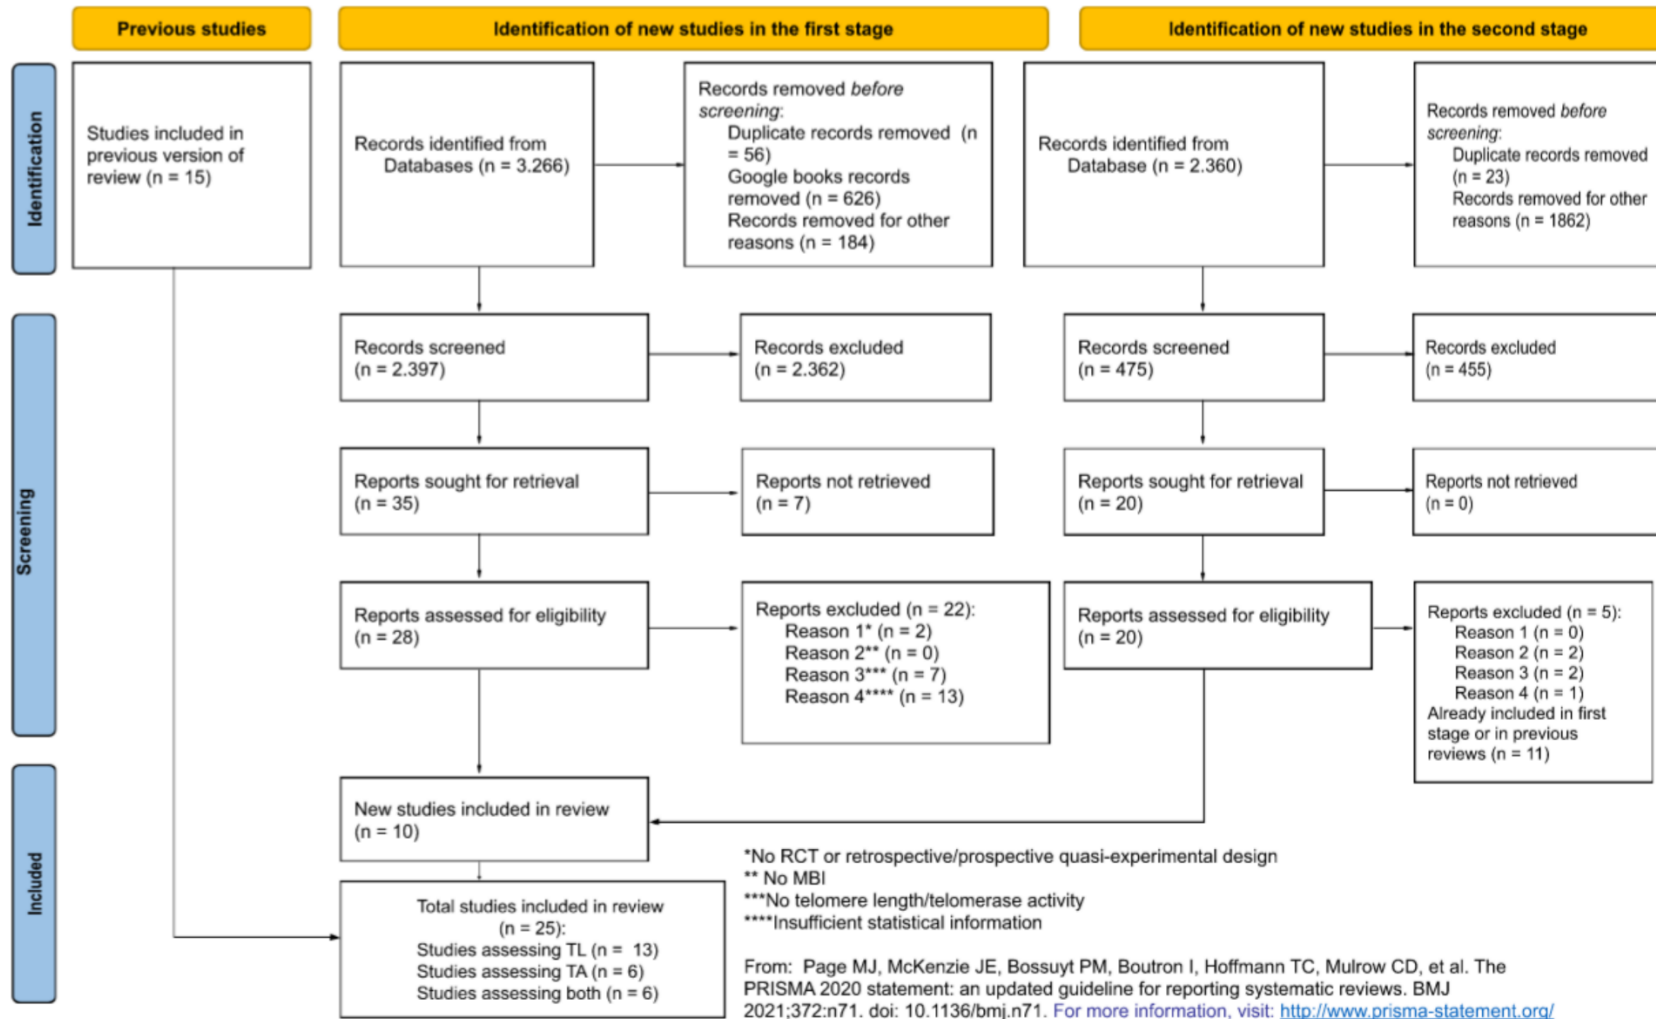 Previous studies
Identification of new studies in the first stage
Identification of new studies in the second stage
Identification
Studies included in
previous version of
review (n = 15)
Records identified from
Databases (n = 3.266)
Records removed before
screening:
Duplicate records removed (n
= 56)
Google books records
removed (n = 626)
Records removed for other
reasons (n = 184)
Records identified from
Database (n = 2.360)
Records removed before
screening:
Duplicate records removed
(n = 23)
Records removed for other
reasons (n = 1862)
Screening
Records screened
(n = 2.397)
Records excluded
(n = 2.362)
Records screened
(n = 475)
Records excluded
(n = 455)
Reports sought for retrieval
(n = 35)
Reports not retrieved
(n = 7)
Reports sought for retrieval
(n = 20)
Reports not retrieved
(n = 0)
Reports assessed for eligibility
(n = 28)
Reports excluded (n = 22):
Reason 1* (n = 2)
Reason 2** (n = 0)
Reason 3*** (n = 7)
Reason 4**** (n = 13)
Reports assessed for eligibility
(n = 20)
Reports excluded (n = 5):
Reason 1 (n = 0)
Reason 2 (n = 2)
Reason 3 (n = 2)
Reason 4 (n = 1)
Already included in first
stage or in previous
reviews (n = 11)
Included
New studies included in review
(n = 10)
Total studies included in review
(n = 25):
Studies assessing TL (n = 13)
Studies assessing TA (n = 6)
Studies assessing both (n = 6)
*No RCT or retrospective/prospective quasi-experimental design
** No MBI
***No telomere length/telomerase activity
****Insufficient statistical information
From: Page MJ, McKenzie JE, Bossuyt PM, Boutron I, Hoffmann TC, Mulrow CD, et al. The
PRISMA 2020 statement: an updated guideline for reporting systematic reviews. BMJ
2021;372:n71. doi: 10.1136/bmj.n71. For more information, visit: http://www.prisma-statement.org/